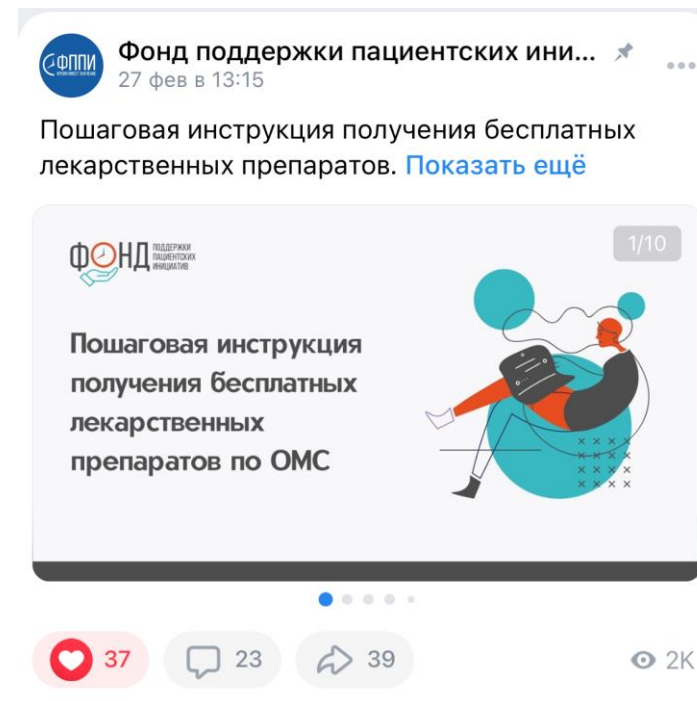 ФППИ
Фонд поддержки пациентских ини...
27 фев в 13:15
Пошаговая инструкция получения бесплатных
лекарственных препаратов. Показать ещё
ФОНД
ПОДДЕРЖКИ
ПАЦИЕНТСКИХ
ИНИЦИАТИВ
1/10
Пошаговая инструкция
получения бесплатных
лекарственных
препаратов по ОМС
37
23
39
2K